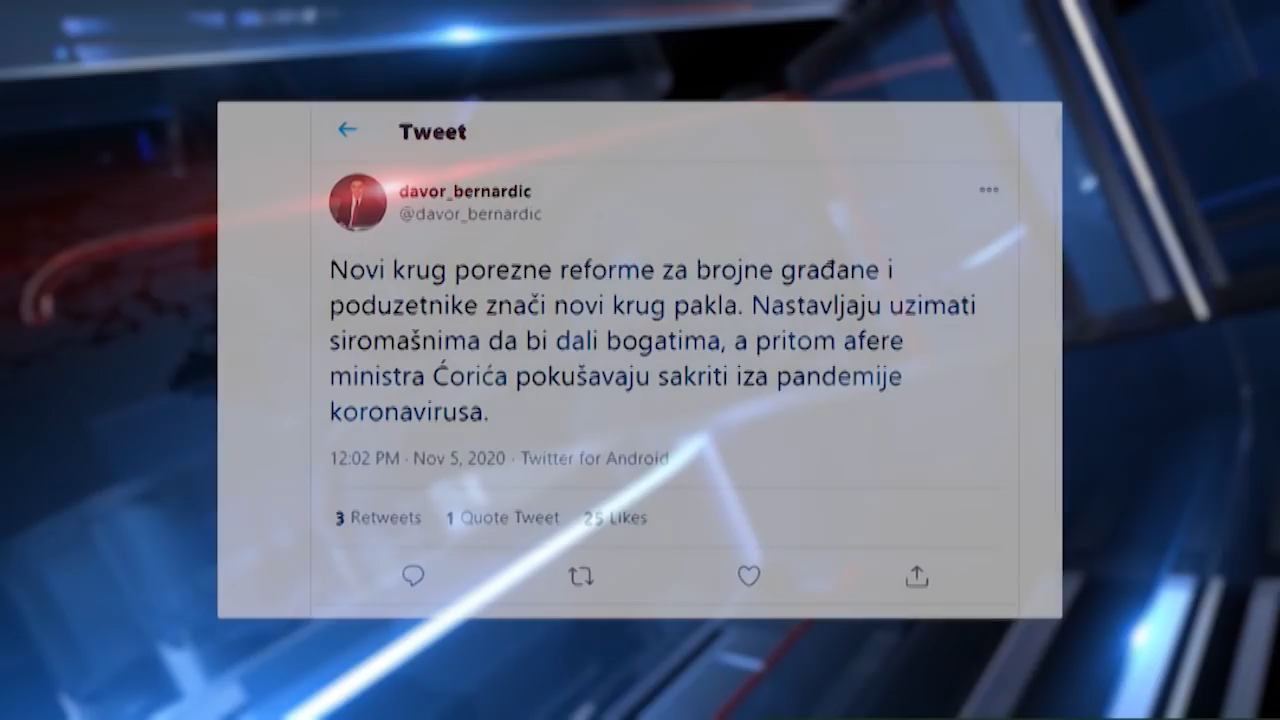 Tweet
davor_bernardic
@davor_bernardic
Novi krug porezne reforme za brojne građane i
poduzetnike znači novi krug pakla. Nastavljaju uzimati
siromašnima da bi dali bogatima, a pritom afere
ministra Ćorića pokušavaju sakriti iza pandemije
koronavirusa.
12:02 PM · Nov 5, 2020 · Twitter for Android
3 Retweets 1 Quote Tweet 25 Likes